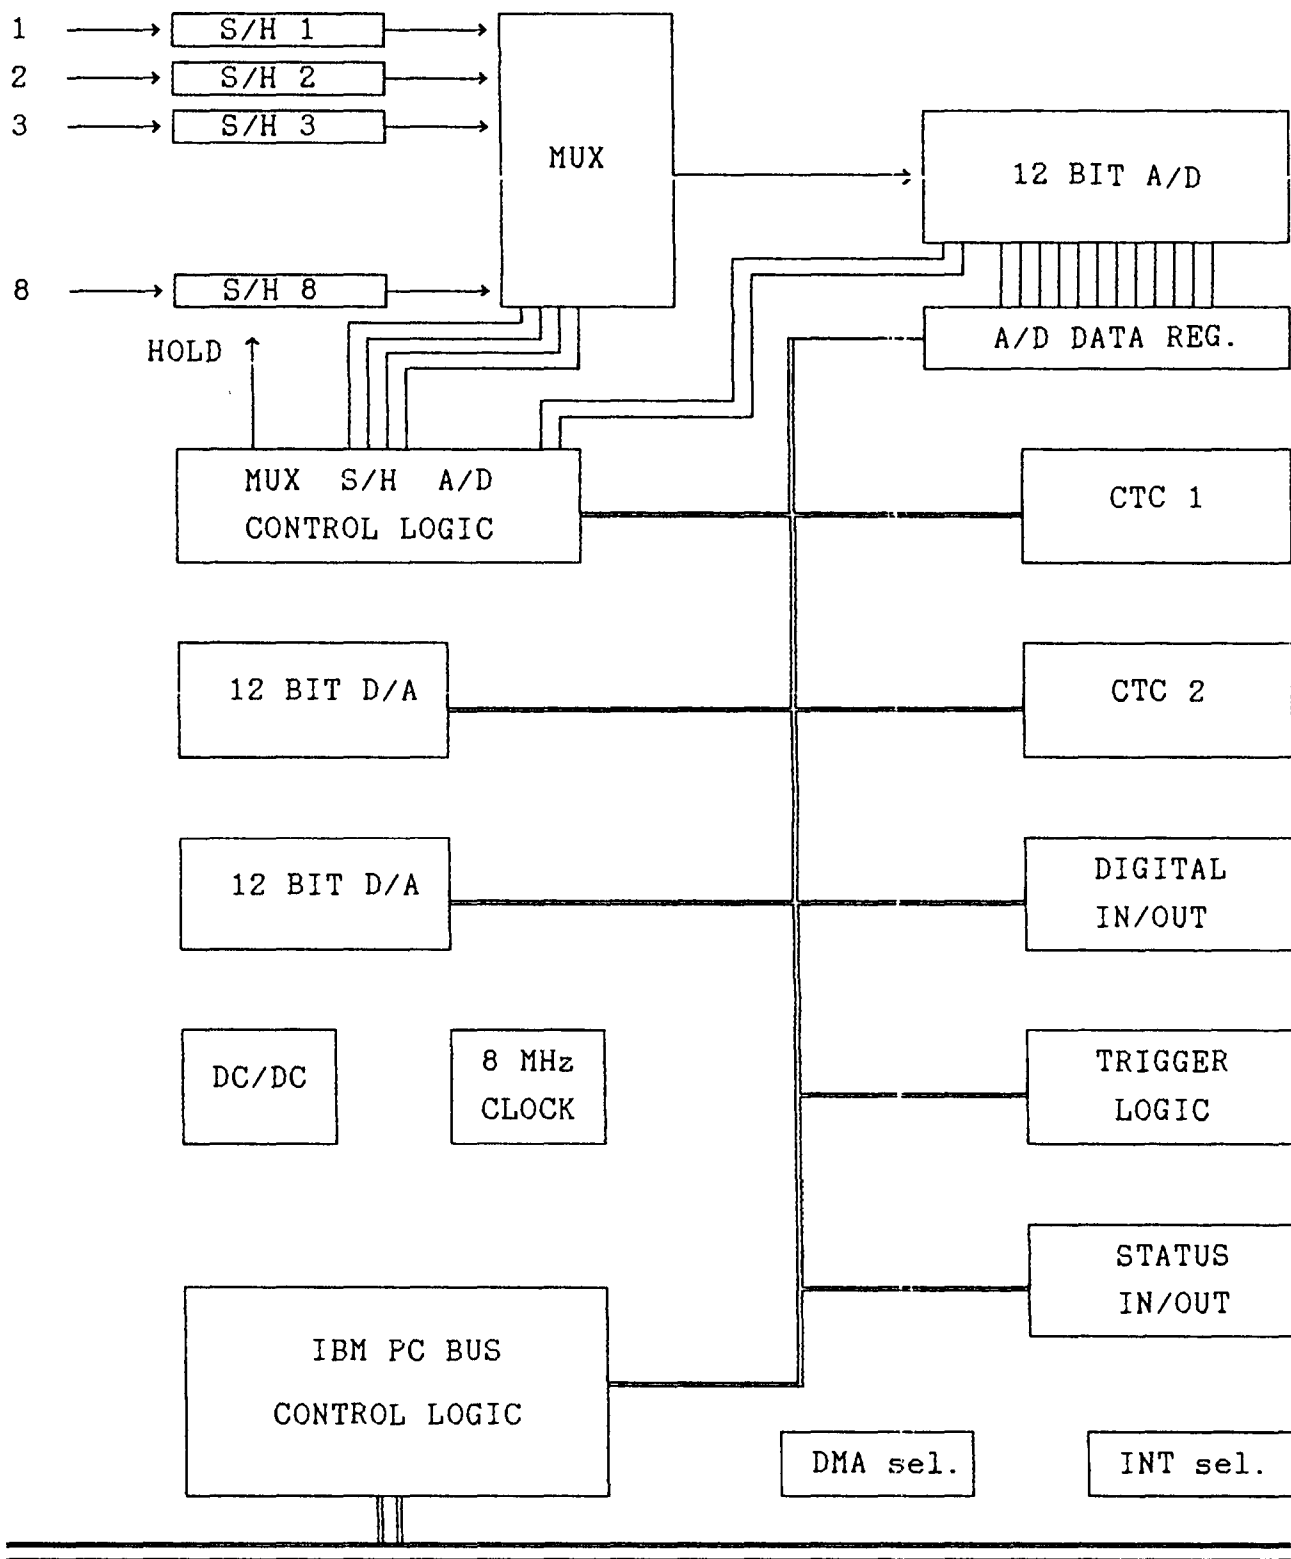 1
S/H 1
2
S/H 2
3
S/H 3
MUX
12 BIT A/D
8
S/H 8
HOLD
A/D DATA REG.
MUX S/H A/D
CONTROL LOGIC
CTC 1
12 BIT D/A
CTC 2
12 BIT D/A
DIGITAL
IN/OUT
DC/DC
8 MHz
CLOCK
TRIGGER
LOGIC
STATUS
IN/OUT
IBM PC BUS
CONTROL LOGIC
DMA sel.
INT sel.